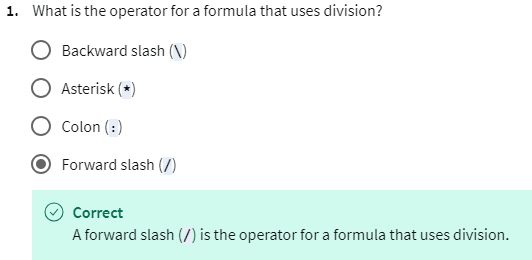 1. What is the operator for a formula that uses division?
Backward slash (\)
Asterisk (*)
Colon (:)
Forward slash (/)
Correct
A forward slash (/) is the operator for a formula that uses division.